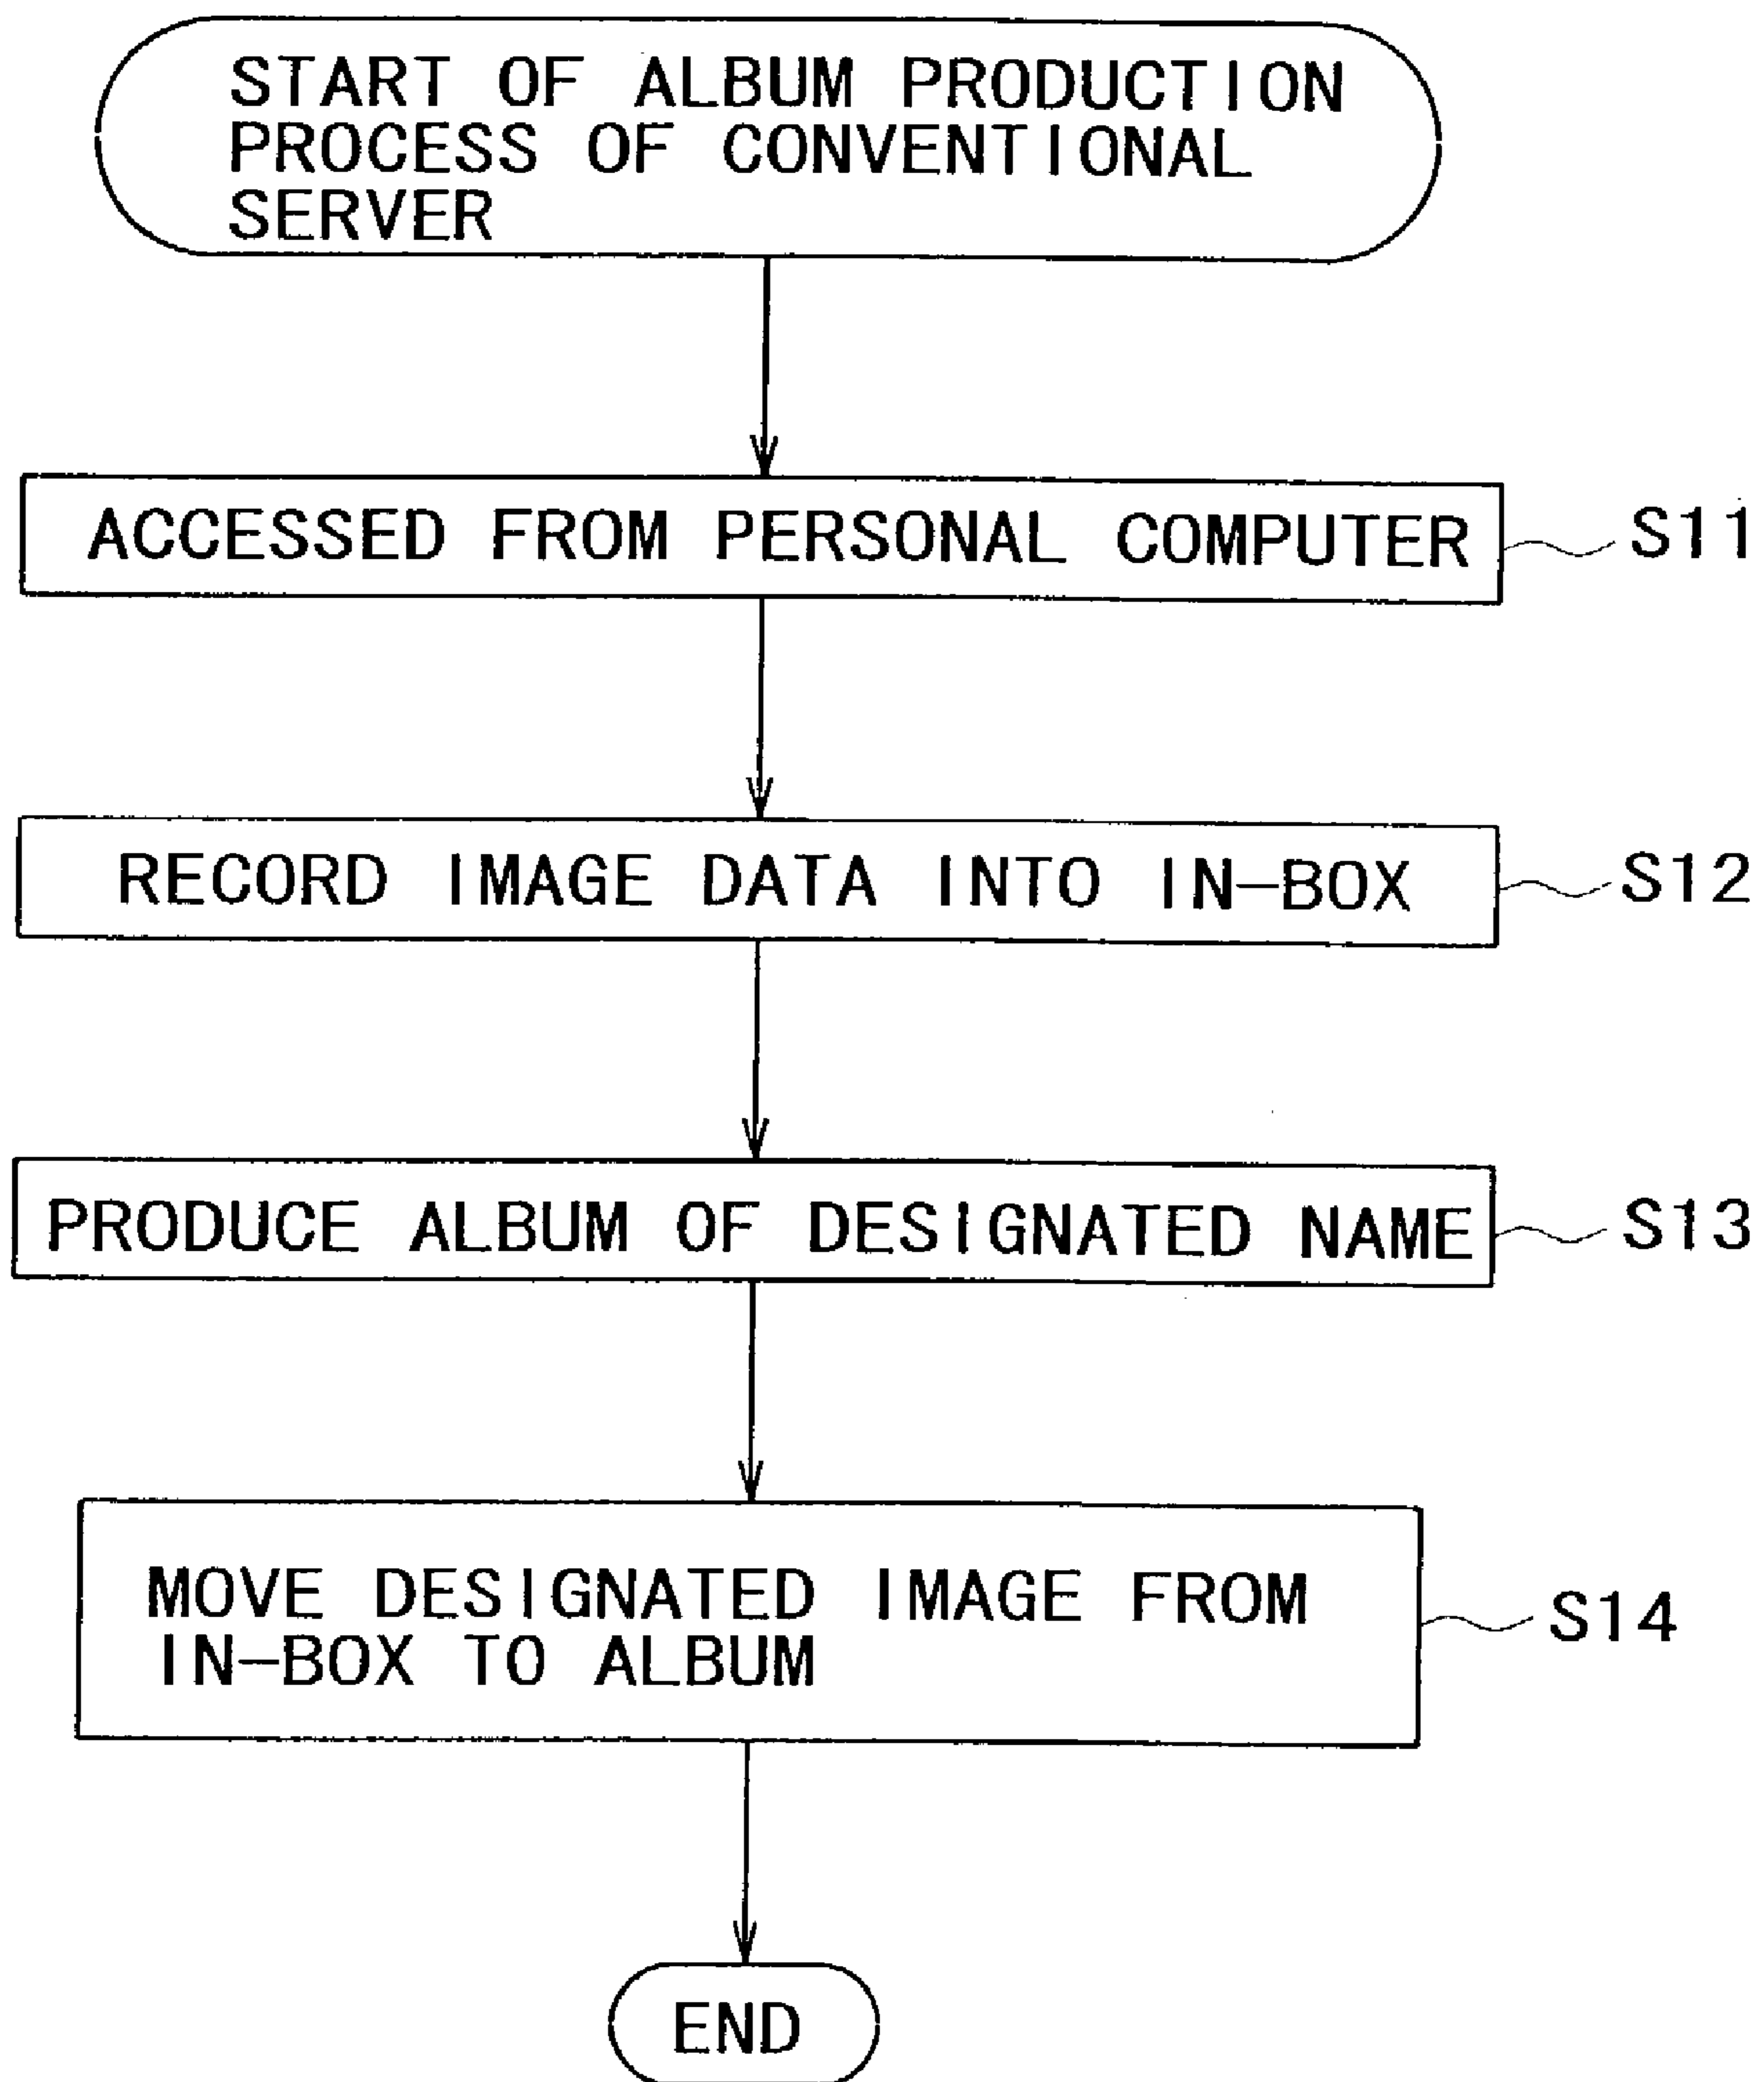 START OF ALBUM PRODUCTION
PROCESS OF CONVENTIONAL
SERVER
ACCESSED FROM PERSONAL COMPUTER
S11
RECORD IMAGE DATA INTO IN-BOX
S12
PRODUCE ALBUM OF DESIGNATED NAME
S13
MOVE DESIGNATED IMAGE FROM
IN-BOX TO ALBUM
S14
END